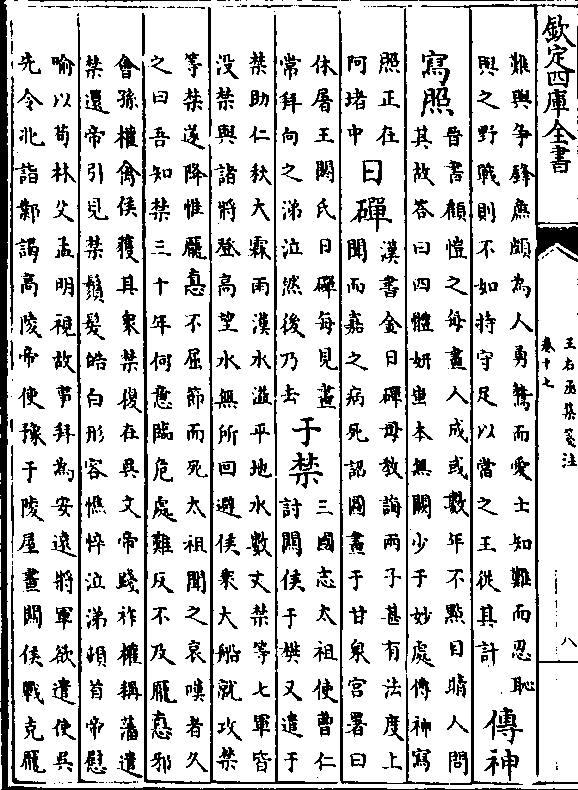 欽定四庫全書
王右丞集箋注
卷十七
八
難與争鋒廉頗為人勇鷙而愛士知難而忍恥
與之野戰則不如持守足以當之王從其計
傳神
寫照
晉書顧愷之每畫人成或數年不點目睛人問
其故答曰四體妍蚩本無闕少于妙處傳神寫
照正在
阿堵中
日磾
漢書金日磾母教誨兩子甚有法度上
聞而嘉之病死詔圖畫于甘泉宫署曰
休屠王閼氏日磾每見畫
常拜向之涕泣然後乃去
于禁
三國志太祖使曹仁
討關侯于樊又遣于
禁助仁秋大霖雨漢水溢平地水數丈禁等七軍皆
没禁與諸將登高望水無所回避侯乘大船就攻禁
等禁遂降惟龎悳不屈節而死太祖聞之哀嘆者久
之曰吾知禁三十年何意臨危處難反不及龎悳邪
會孫權禽侯獲其衆禁復在吳文帝踐祚權稱藩遣
禁還帝引見禁鬚髮皓白形容憔悴泣涕頓首帝慰
喻以荀林父孟明視故事拜為安遠將軍欲遣使吳
先令北詣鄴謁高陵帝使豫于陵屋畫關侯戰克龎